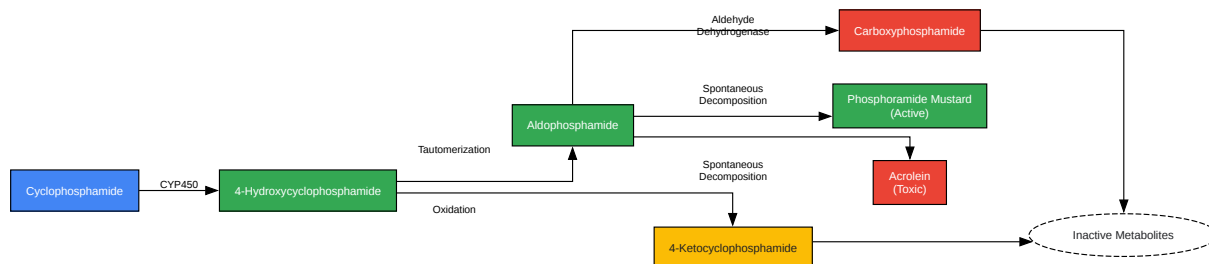 Aldehyde
Dehydrogenase
Carboxyphosphamide
Spontaneous
Decomposition
Phosphoramide Mustard
(Active)
Aldophosphamide
Tautomerization
Spontaneous
Decomposition
Acrolein
(Toxic)
Cyclophosphamide
CYP450
4-Hydroxycyclophosphamide
Oxidation
4-Ketocyclophosphamide
Inactive Metabolites